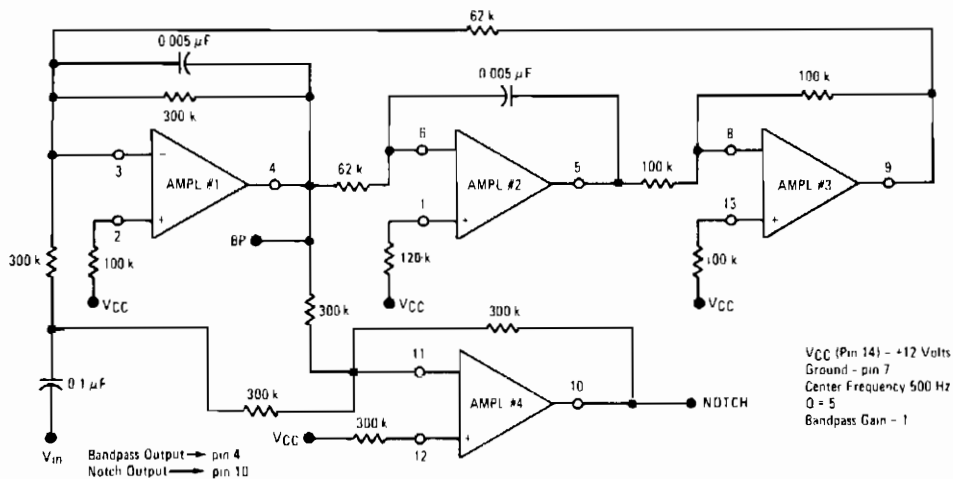 62 k
0.005 µF
0.005 µF
100 k
300 k
6
8
3
AMPL #1
4
62 k
AMPL #2
5
100 k
AMPL #3
9
2
1
13
BP
300 k
100 k
120 k
100 k
VCC
VCC
VCC
300 k
300 k
11
VCC (Pin 14) – +12 Volts
Ground – pin 7
Center Frequency 500 Hz
Q = 5
Bandpass Gain – 1
0.1 µF
300 k
AMPL #4
10
NOTCH
300 k
VCC
12
Vin
Bandpass Output → pin 4
Notch Output → pin 10